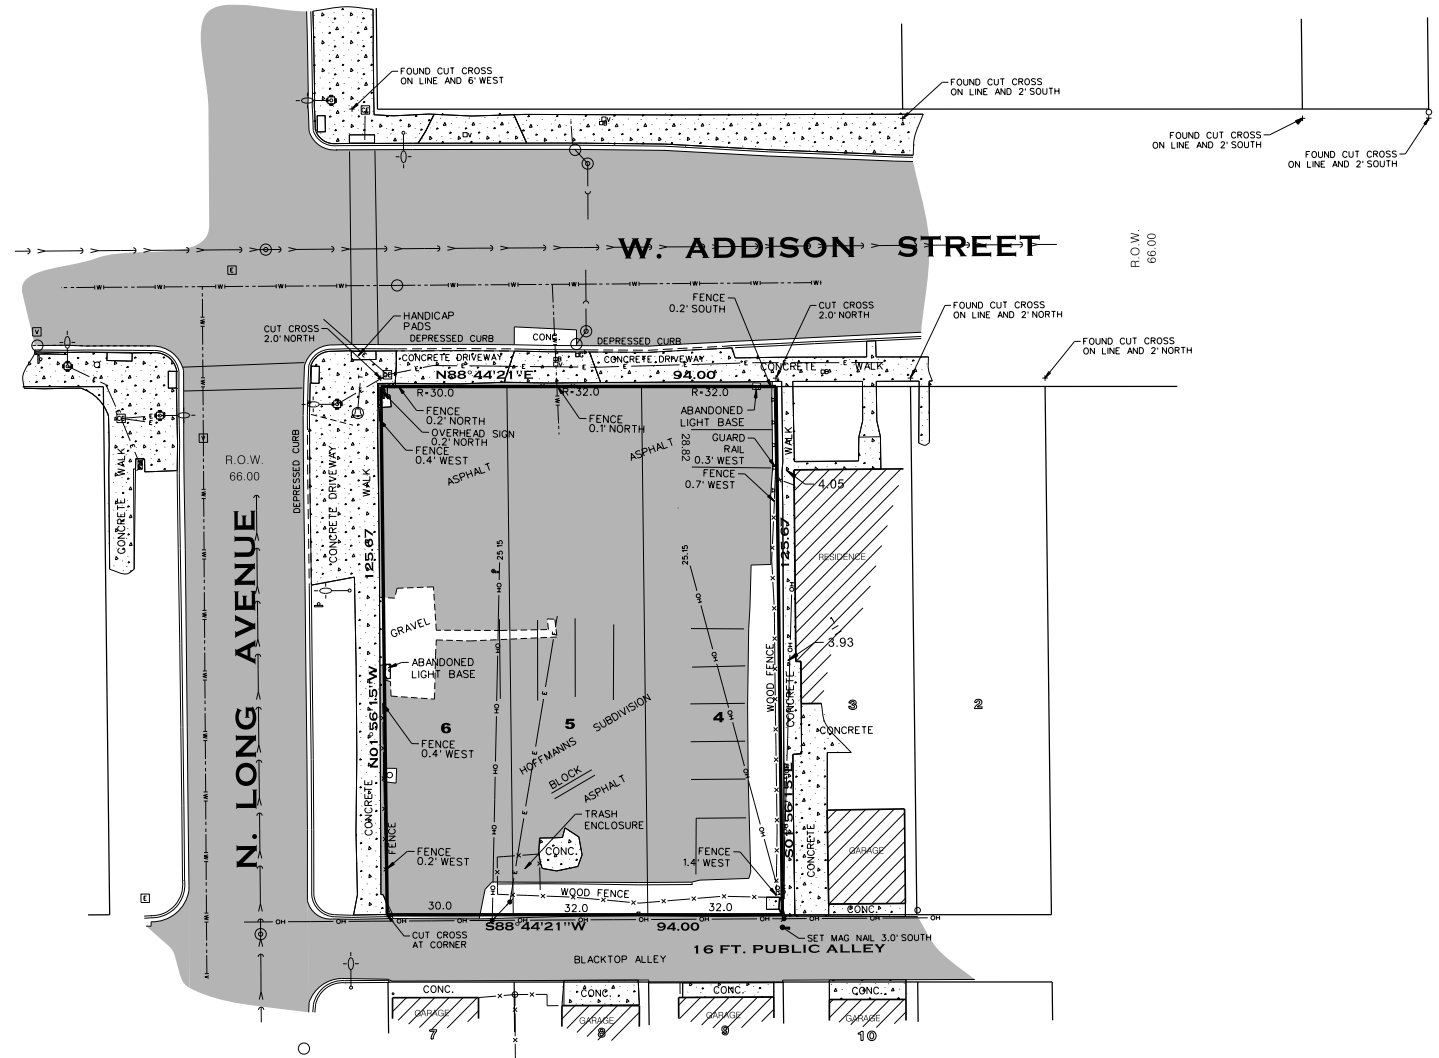 FOUND CUT CROSS
ON LINE AND 6' WEST
FOUND CUT CROSS
ON LINE AND 2' SOUTH
FOUND CUT CROSS
ON LINE AND 2' SOUTH
FOUND CUT CROSS
ON LINE AND 2' SOUTH
W. ADDISON STREET
R.O.W.
66.00
FENCE
0.2' SOUTH
CUT CROSS
2.0' NORTH
FOUND CUT CROSS
ON LINE AND 2' NORTH
FOUND CUT CROSS
ON LINE AND 2' NORTH
CUT CROSS
2.0' NORTH
HANDICAP
PADS
DEPRESSED CURB
CONC.
DEPRESSED CURB
CONCRETE DRIVEWAY
CONCRETE DRIVEWAY
CONCRETE WALK
N88°44'21"E
94.00
R=30.0
R=32.0
R=32.0
FENCE
0.2' NORTH
OVERHEAD SIGN
0.2' NORTH
FENCE
0.4' WEST
FENCE
0.1' NORTH
ABANDONED
LIGHT BASE
GUARD
RAIL
0.3' WEST
FENCE
0.7' WEST
28.82
ASPHALT
ASPHALT
WALK
4.05
R.O.W.
66.00
DEPRESSED CURB
CONCRETE DRIVEWAY
WALK
CONCRETE WALK
N. LONG AVENUE
125.67
125.67
25.15
25.15
RESIDENCE
GRAVEL
ABANDONED
LIGHT BASE
N01°56'15"W
3.93
WOOD FENCE
CONCRETE
6
5
4
3
2
HOFFMANNS SUBDIVISION
BLOCK
ASPHALT
FENCE
0.4' WEST
CONCRETE
S01°56'15"E
CONCRETE
FENCE
CONCRETE
TRASH
ENCLOSURE
CONC.
FENCE
0.2' WEST
FENCE
1.4' WEST
CONCRETE
GARAGE
WOOD FENCE
30.0
32.0
32.0
CONC.
S88°44'21"W
94.00
CUT CROSS
AT CORNER
SET MAG NAIL 3.0' SOUTH
16 FT. PUBLIC ALLEY
BLACKTOP ALLEY
CONC.
CONC.
CONC.
CONC.
GARAGE
GARAGE
GARAGE
GARAGE
7
8
9
10